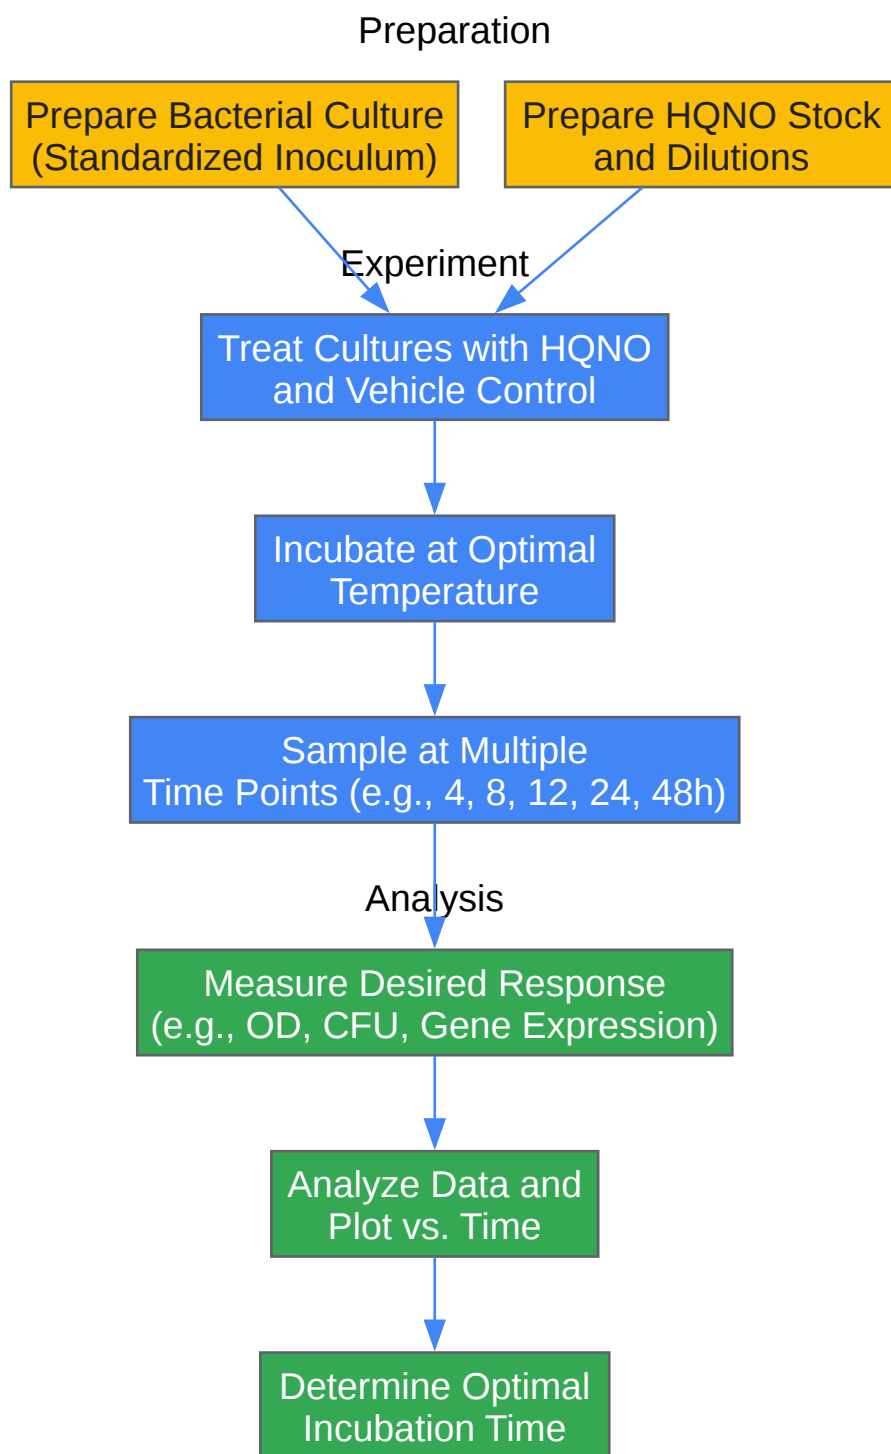 Preparation
Prepare Bacterial Culture
(Standardized Inoculum)
Prepare HQNO Stock
and Dilutions
Experiment
Treat Cultures with HQNO
and Vehicle Control
Incubate at Optimal
Temperature
Sample at Multiple
Time Points (e.g., 4, 8, 12, 24, 48h)
Analysis
Measure Desired Response
(e.g., OD, CFU, Gene Expression)
Analyze Data and
Plot vs. Time
Determine Optimal
Incubation Time